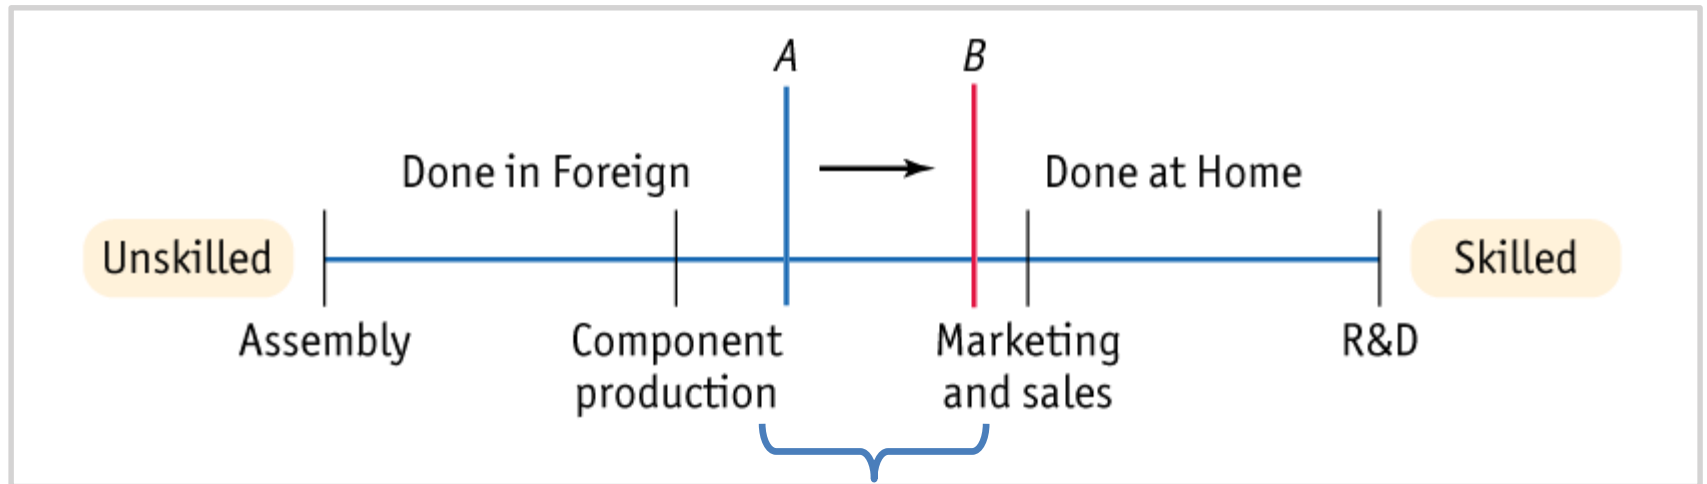 A
B
Done in Foreign
Done at Home
Unskilled
Skilled
Assembly
Component
production
Marketing
and sales
R&D